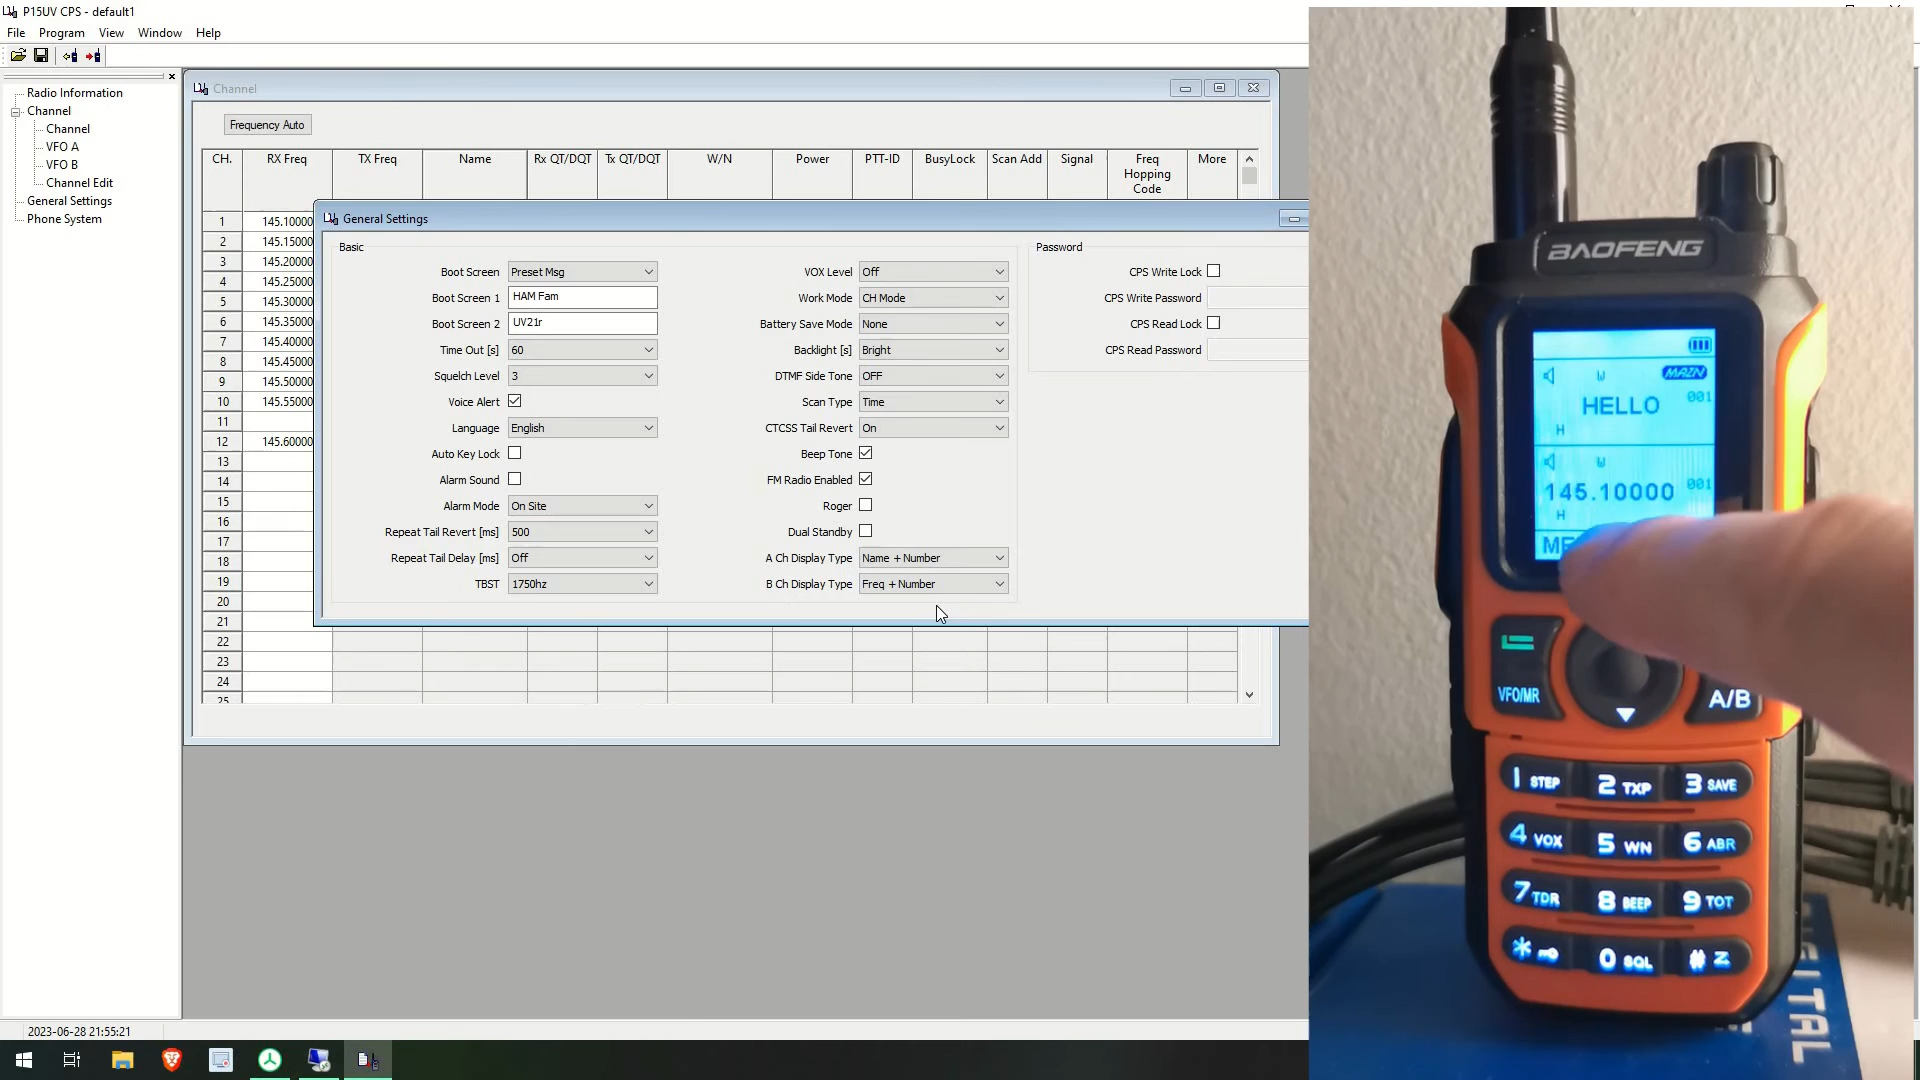 P15UV CPS - default1
File Program View Window Help
Radio Information
Channel
Channel
VFO A
VFO B
Channel Edit
General Settings
Phone System
Channel
Frequency Auto
CH. RX Freq TX Freq Name Rx QT/DQT Tx QT/DQT W/N Power PTT-ID BusyLock Scan Add Signal Freq Hopping Code More
1 145.10000
2 145.15000
3 145.20000
4 145.25000
5 145.30000
6 145.35000
7 145.40000
8 145.45000
9 145.50000
10 145.55000
11
12 145.60000
13
14
15
16
17
18
19
20
21
22
23
24
25
General Settings
Basic
Boot Screen Preset Msg
Boot Screen 1 HAM Fam
Boot Screen 2 UV21r
Time Out [s] 60
Squelch Level 3
Voice Alert
Language English
Auto Key Lock
Alarm Sound
Alarm Mode On Site
Repeat Tail Revert [ms] 500
Repeat Tail Delay [ms] Off
TBST 1750hz
VOX Level Off
Work Mode CH Mode
Battery Save Mode None
Backlight [s] Bright
DTMF Side Tone OFF
Scan Type Time
CTCSS Tail Revert On
Beep Tone
FM Radio Enabled
Roger
Dual Standby
A Ch Display Type Name + Number
B Ch Display Type Freq + Number
Password
CPS Write Lock
CPS Write Password
CPS Read Lock
CPS Read Password
2023-06-28 21:55:21
BAOFENG
W MAIN
HELLO 001
H
W
145.10000 001
H
VFO/MR A/B
1 STEP 2 TXP 3 SAVE
4 VOX 5 WN 6 ABR
7 TDR 8 BEEP 9 TOT
* 0 SQL #